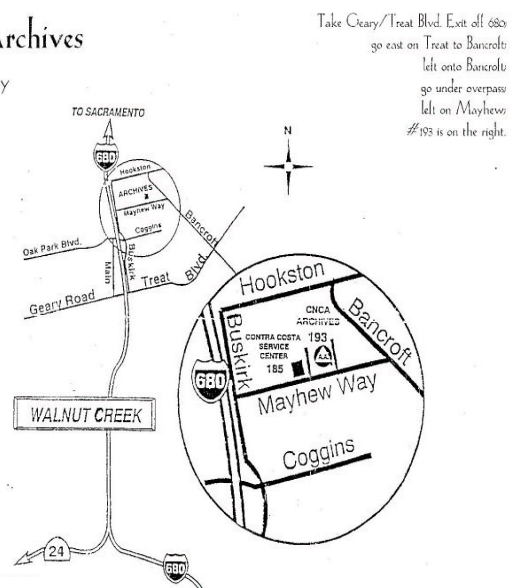 Archives
y
Take Geary/Treat Blvd. Exit off 680;
go east on Treat to Bancroft;
left onto Bancroft;
go under overpass;
left on Mayhew;
#193 is on the right.
TO SACRAMENTO
680
N
Hookston
ARCHIVES
Mayhew Way
Coggins
Bancroft
Oak Park Blvd.
Buskirk
Main
Treat Blvd.
Geary Road
Hookston
CNCA
ARCHIVES
193
Bancroft
Buskirk
CONTRA COSTA
SERVICE
CENTER
185
AA
680
Mayhew Way
Coggins
WALNUT CREEK
24
680